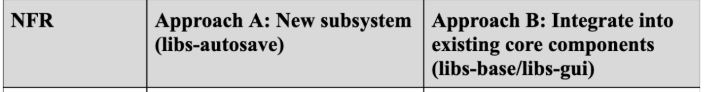 NFR
Approach A: New subsystem
(libs-autosave)
Approach B: Integrate into
existing core components
(libs-base/libs-gui)